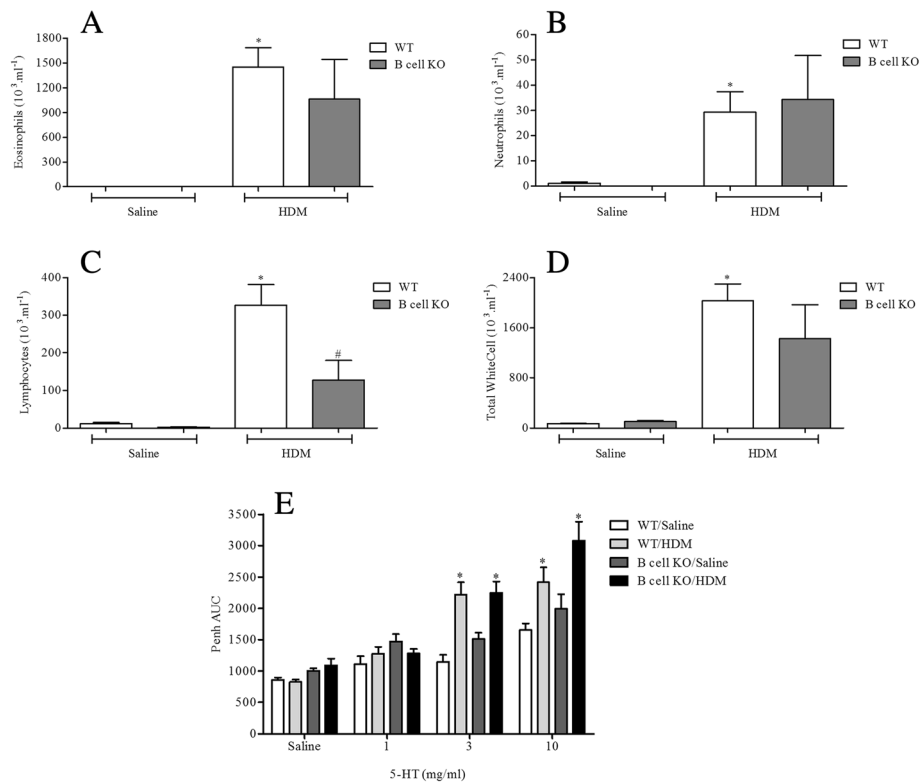 A
Eosinophils (10³.ml⁻¹)
1800
1500
1200
900
600
300
0
*
WT
B cell KO
Saline
HDM
B
Neutrophils (10³.ml⁻¹)
60
50
40
30
20
10
0
*
WT
B cell KO
Saline
HDM
C
Lymphocytes (10³.ml⁻¹)
400
300
200
100
0
*
#
WT
B cell KO
Saline
HDM
D
Total WhiteCell (10³.ml⁻¹)
2400
1600
800
0
*
WT
B cell KO
Saline
HDM
E
Penh AUC
3500
3000
2500
2000
1500
1000
500
0
* * * *
WT/Saline
WT/HDM
B cell KO/Saline
B cell KO/HDM
Saline 1 3 10
5-HT (mg/ml)